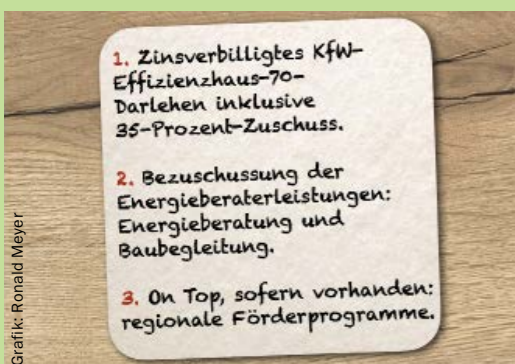 1. Zinsverbilligtes KfW-
Effizienzhaus-70-
Darlehen inklusive
35-Prozent-Zuschuss.
2. Bezuschussung der
Energieberaterleistungen:
Energieberatung und
Baubegleitung.
3. On Top, sofern vorhanden:
regionale Förderprogramme.
Grafik: Ronald Meyer